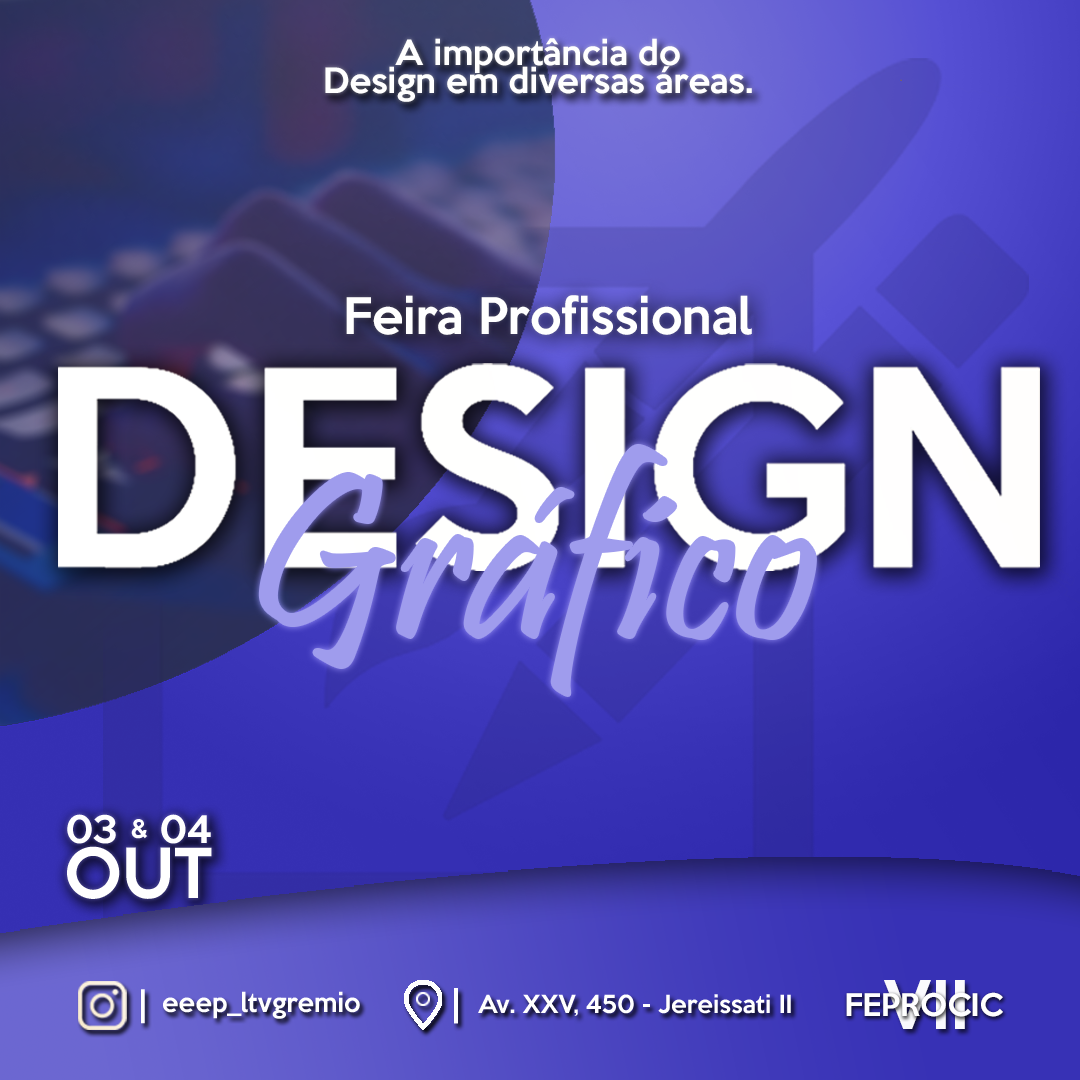 A importância do
Design em diversas áreas.
Feira Profissional
DESIGN
Gráfico
03 & 04
OUT
| eeep_ltvgremio
| Av. XXV, 450 - Jereissati II
VII
FEPROCIC